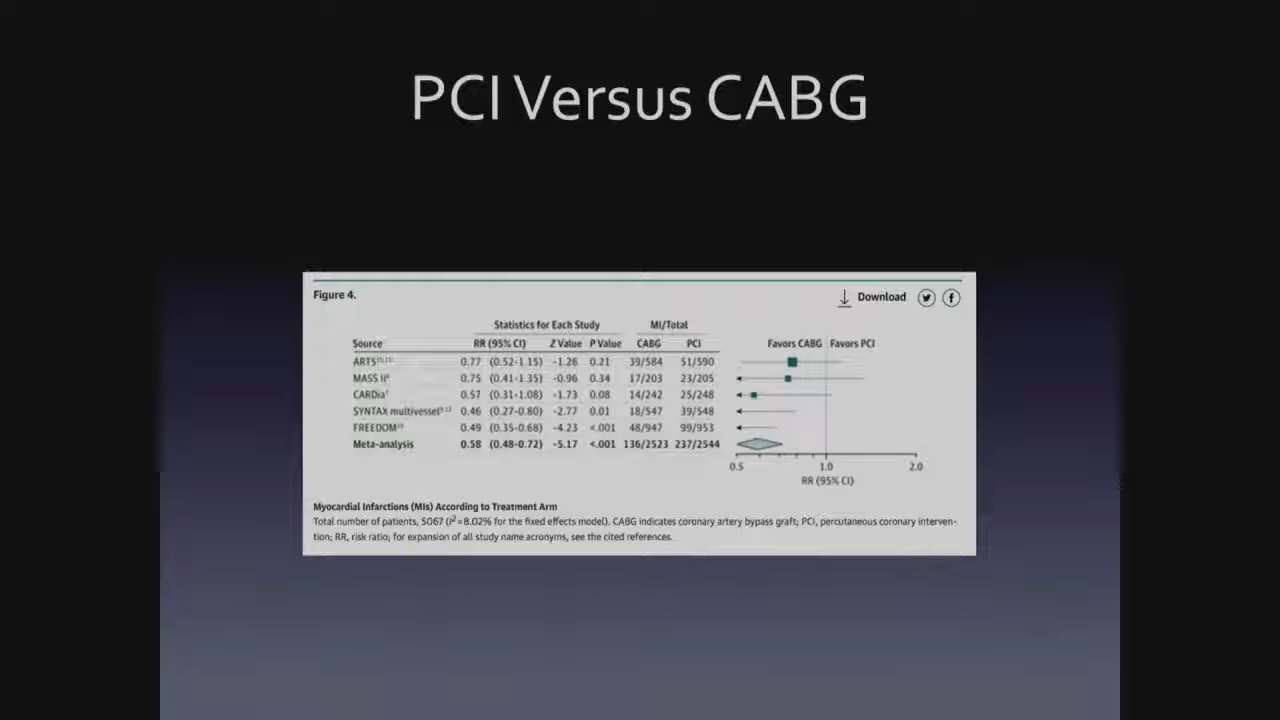 PCI Versus CABG
Figure 4.
Download
Statistics for Each Study MI/Total
Source RR (95% CI) Z Value P Value CABG PCI Favors CABG Favors PCI
ARTS 0.77 (0.52-1.15) -1.26 0.21 39/584 51/590
MASS II 0.75 (0.41-1.35) -0.96 0.34 17/203 23/205
CARDia 0.57 (0.31-1.08) -1.73 0.08 14/242 25/248
SYNTAX multivessel 0.46 (0.27-0.80) -2.77 0.01 18/547 39/548
FREEDOM 0.49 (0.35-0.68) -4.23 <.001 48/947 99/953
Meta-analysis 0.58 (0.48-0.72) -5.17 <.001 136/2523 237/2544
0.5 1.0 2.0
RR (95% CI)
Myocardial Infarctions (MIs) According to Treatment Arm
Total number of patients, 5067 (I²=8.02% for the fixed effects model). CABG indicates coronary artery bypass graft; PCI, percutaneous coronary interven-
tion; RR, risk ratio; for expansion of all study name acronyms, see the cited references.